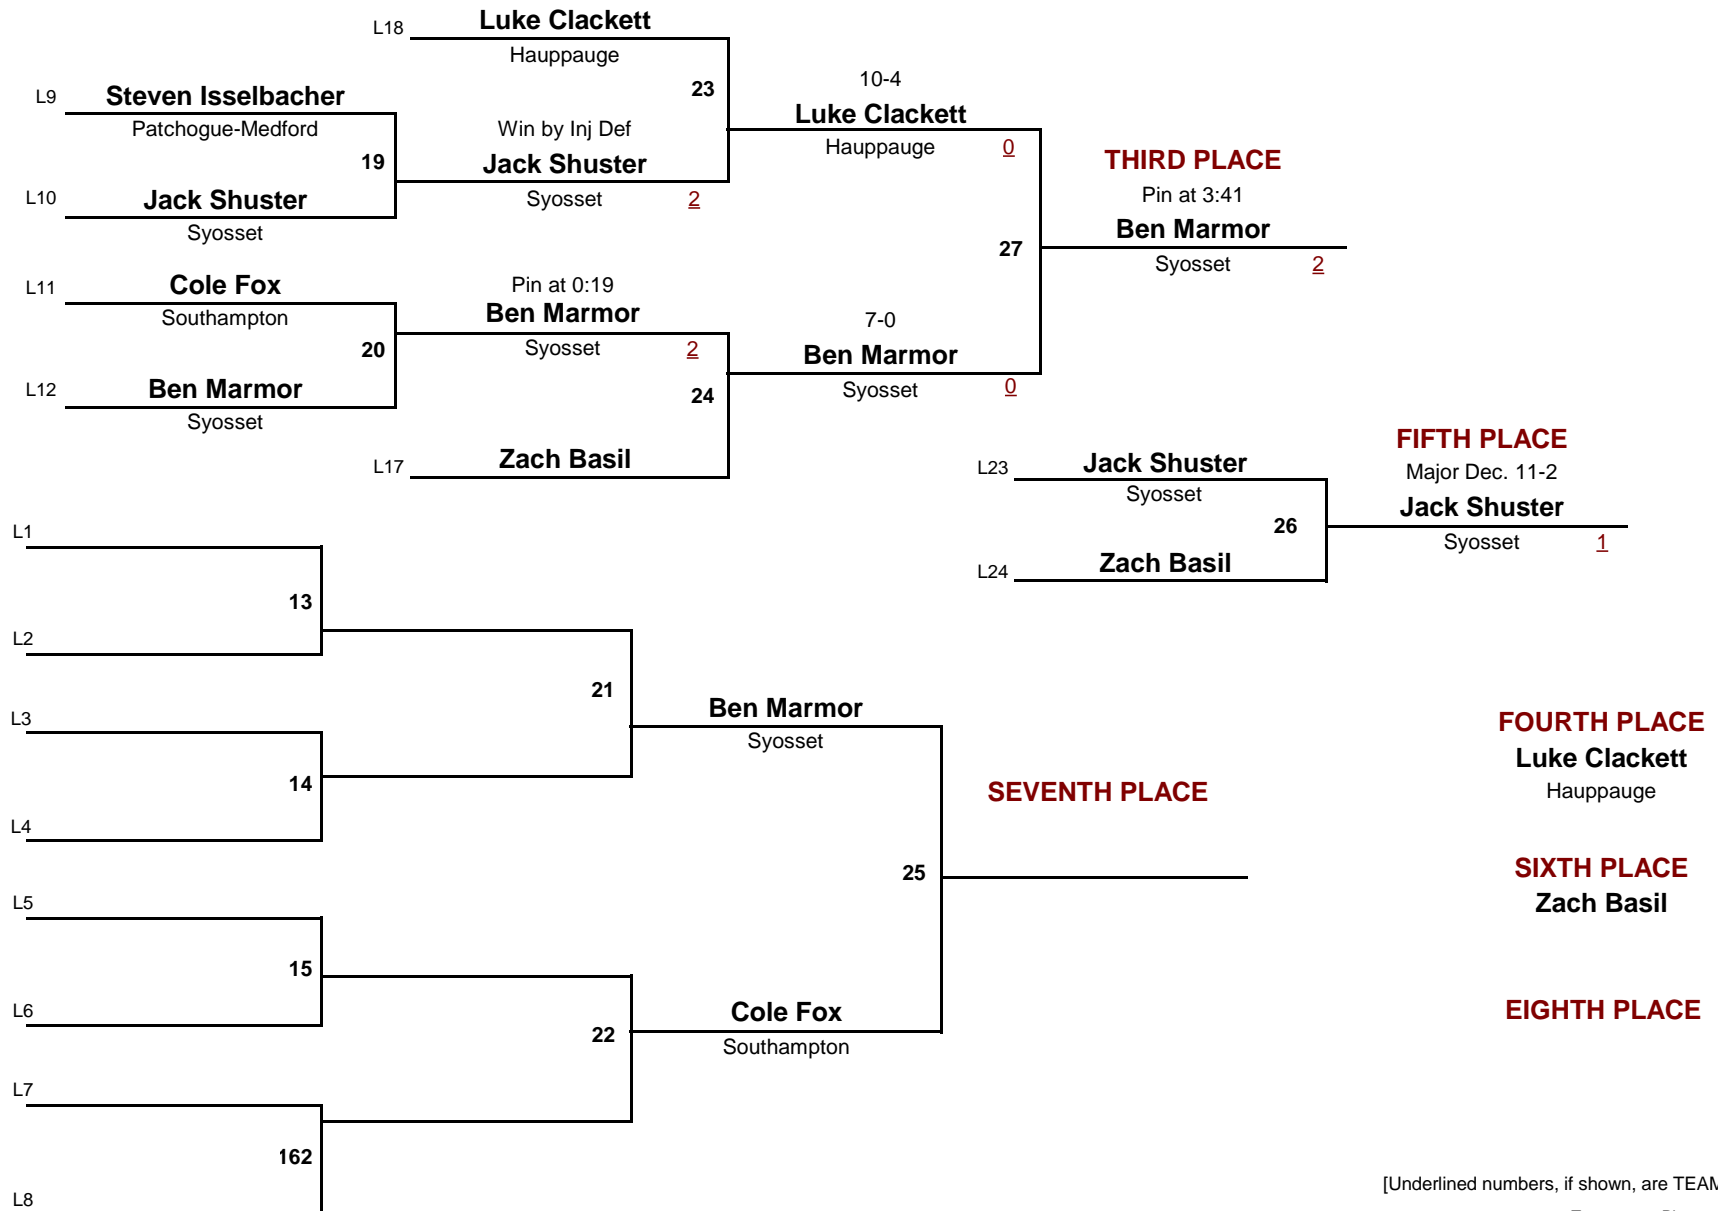 L18
Luke Clackett
Hauppauge
23
L9
Steven Isselbacher
Patchogue-Medford
19
L10
Jack Shuster
Syosset
Win by Inj Def
Jack Shuster
Syosset 2
10-4
Luke Clackett
Hauppauge 0
27
THIRD PLACE
Pin at 3:41
Ben Marmor
Syosset 2
L11
Cole Fox
Southampton
20
L12
Ben Marmor
Syosset
Pin at 0:19
Ben Marmor
Syosset 2
24
L17
Zach Basil
7-0
Ben Marmor
Syosset 0
L23
Jack Shuster
Syosset
26
L24
Zach Basil
FIFTH PLACE
Major Dec. 11-2
Jack Shuster
Syosset 1
L1
13
L2
21
L3
14
L4
Ben Marmor
Syosset
25
SEVENTH PLACE
L5
15
L6
22
L7
162
L8
Cole Fox
Southampton
FOURTH PLACE
Luke Clackett
Hauppauge
SIXTH PLACE
Zach Basil
EIGHTH PLACE
[Underlined numbers, if shown, are TEAM